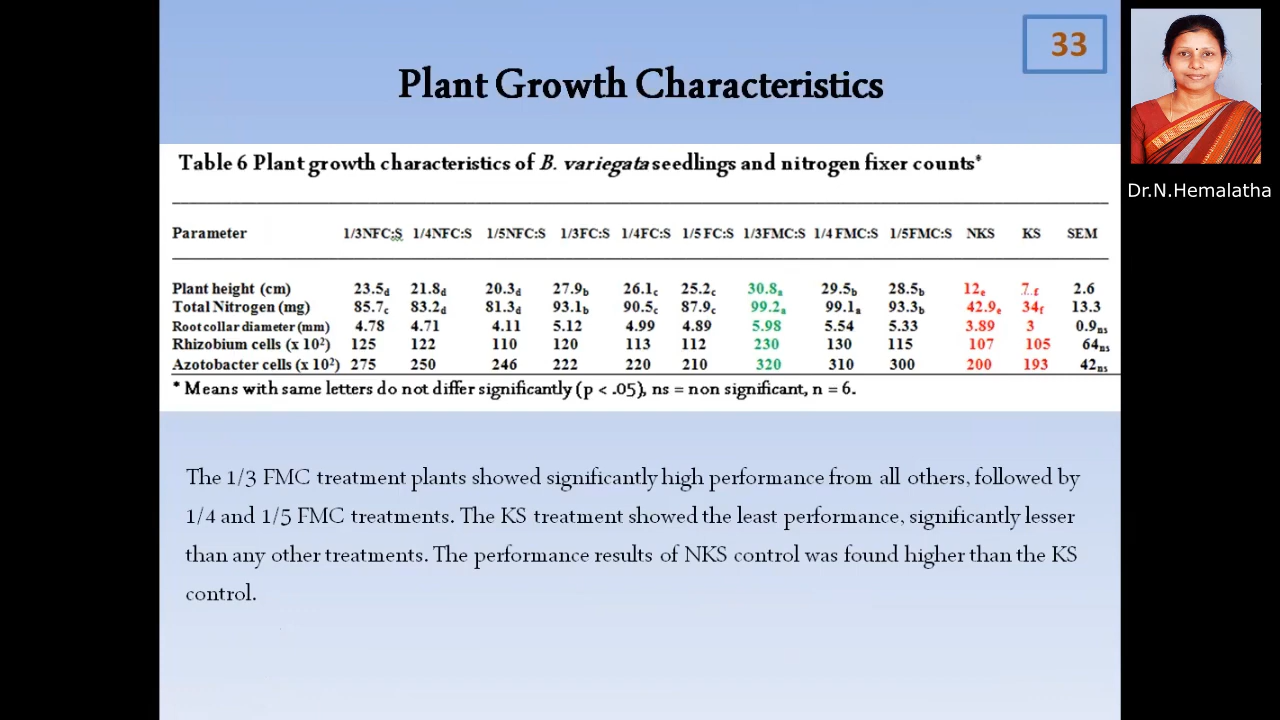 33
Plant Growth Characteristics
Table 6 Plant growth characteristics of B. variegata seedlings and nitrogen fixer counts*
Parameter 1/3NFC:S 1/4NFC:S 1/5NFC:S 1/3FC:S 1/4FC:S 1/5 FC:S 1/3FMC:S 1/4 FMC:S 1/5FMC:S NKS KS SEM
Plant height (cm) 23.5d 21.8d 20.3d 27.9b 26.1c 25.2c 30.8a 29.5b 28.5b 12e 7.f 2.6
Total Nitrogen (mg) 85.7c 83.2d 81.3d 93.1b 90.5c 87.9c 99.2a 99.1a 93.3b 42.9e 34f 13.3
Root collar diameter (mm) 4.78 4.71 4.11 5.12 4.99 4.89 5.98 5.54 5.33 3.89 3 0.9ns
Rhizobium cells (x 10²) 125 122 110 120 113 112 230 130 115 107 105 64ns
Azotobacter cells (x 10²) 275 250 246 222 220 210 320 310 300 200 193 42ns
* Means with same letters do not differ significantly (p < .05), ns = non significant, n = 6.
The 1/3 FMC treatment plants showed significantly high performance from all others, followed by
1/4 and 1/5 FMC treatments. The KS treatment showed the least performance, significantly lesser
than any other treatments. The performance results of NKS control was found higher than the KS
control.
Dr.N.Hemalatha